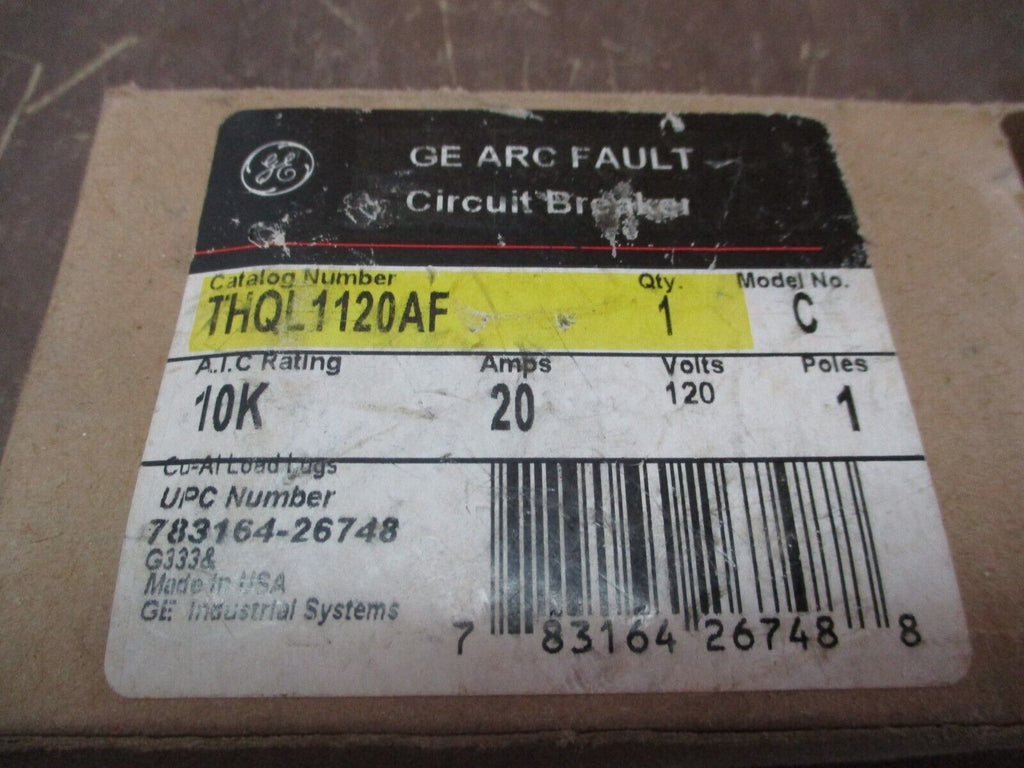 GE
GE ARC FAULT
Circuit Breaker
Catalog Number Qty. Model No.
THQL1120AF 1 C
A.I.C Rating Amps Volts Poles
10K 20 120 1
Cu-Al Load Lugs
UPC Number
783164-26748
G333&
Made In USA
GE Industrial Systems
7 83164 26748 8